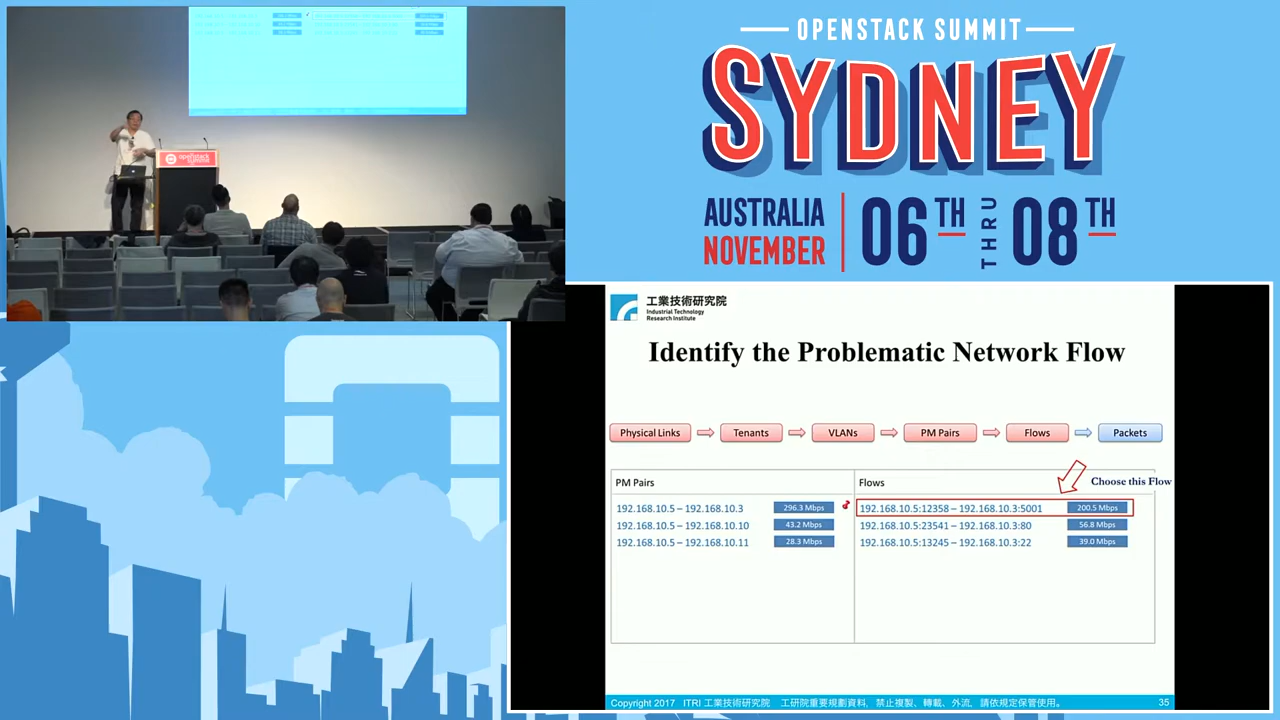 OPENSTACK SUMMIT
SYDNEY
AUSTRALIA
NOVEMBER
06TH
THRU
08TH
openstack
summit
工業技術研究院
Industrial Technology
Research Institute
Identify the Problematic Network Flow
Physical Links
Tenants
VLANs
PM Pairs
Flows
Packets
PM Pairs
Flows
Choose this Flow
192.168.10.5 – 192.168.10.3 296.3 Mbps
192.168.10.5:12358 – 192.168.10.3:5001 200.5 Mbps
192.168.10.5 – 192.168.10.10 43.2 Mbps
192.168.10.5:23541 – 192.168.10.3:80 56.8 Mbps
192.168.10.5 – 192.168.10.11 28.3 Mbps
192.168.10.5:13245 – 192.168.10.3:22 39.0 Mbps
Copyright 2017 ITRI 工業技術研究院 工研院重要規劃資料，禁止複製、轉載、外流，請依規定保管使用。 35